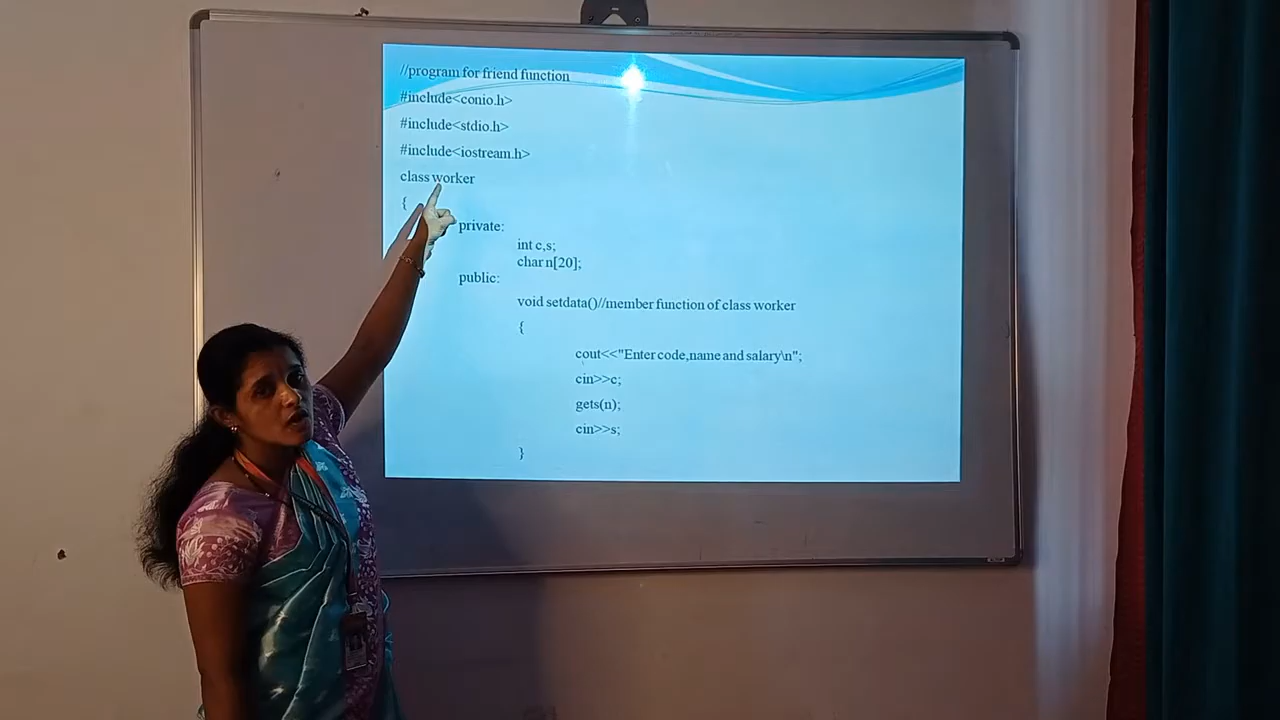 //program for friend function
#include<conio.h>
#include<stdio.h>
#include<iostream.h>
class worker
{
private:
int c,s;
char n[20];
public:
void setdata()//member function of class worker
{
cout<<"Enter code,name and salary\n";
cin>>c;
gets(n);
cin>>s;
}